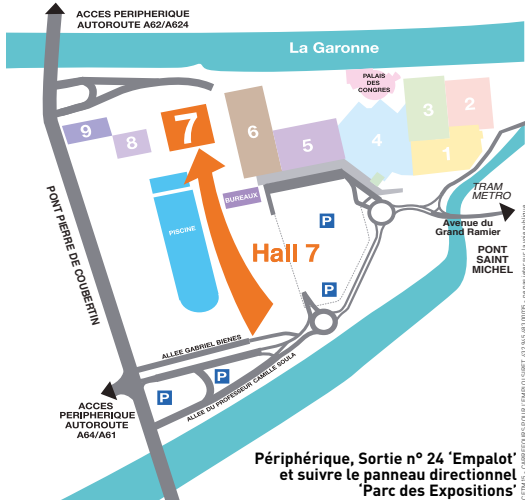 ACCES PERIPHERIQUE
AUTOROUTE A62/A624
La Garonne
PALAIS
DES
CONGRES
9
8
7
6
5
4
3
2
1
BUREAUX
PISCINE
TRAM
METRO
Avenue du
Grand Ramier
PONT
SAINT
MICHEL
P
Hall 7
P
PONT PIERRE DE COUBERTIN
ALLEE GABRIEL BIENES
P
P
ALLEE DU PROFESSEUR CAMILLE SOULA
ACCES
PERIPHERIQUE
AUTOROUTE
A64/A61
Périphérique, Sortie n° 24 ‘Empalot’
et suivre le panneau directionnel
‘Parc des Expositions’